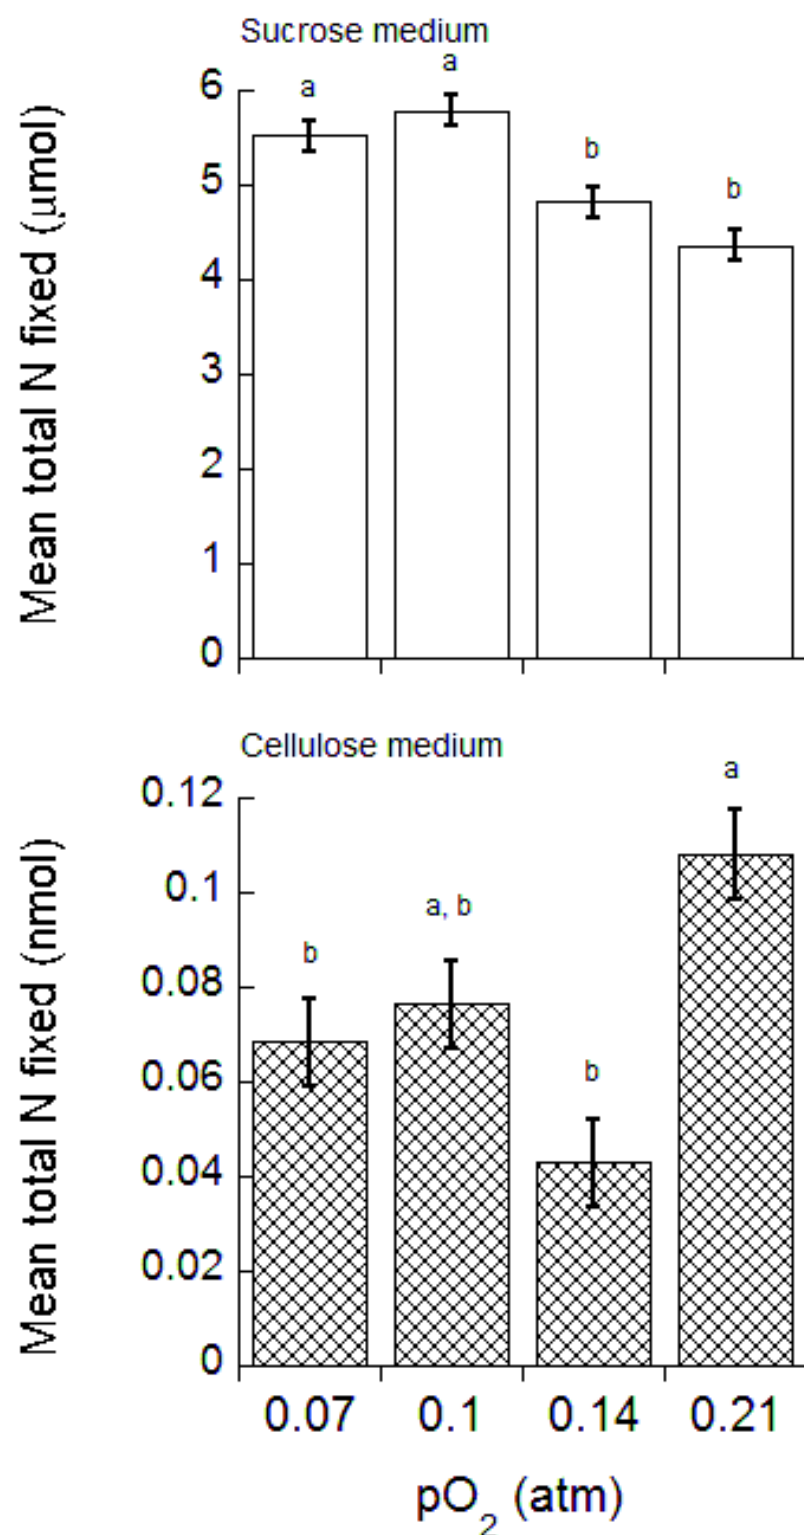 Sucrose medium
Mean total N fixed (μmol)
6
5
4
3
2
1
0
a
a
b
b
Cellulose medium
Mean total N fixed (nmol)
0.12
0.1
0.08
0.06
0.04
0.02
0
b
a, b
b
a
0.07 0.1 0.14 0.21
pO₂ (atm)